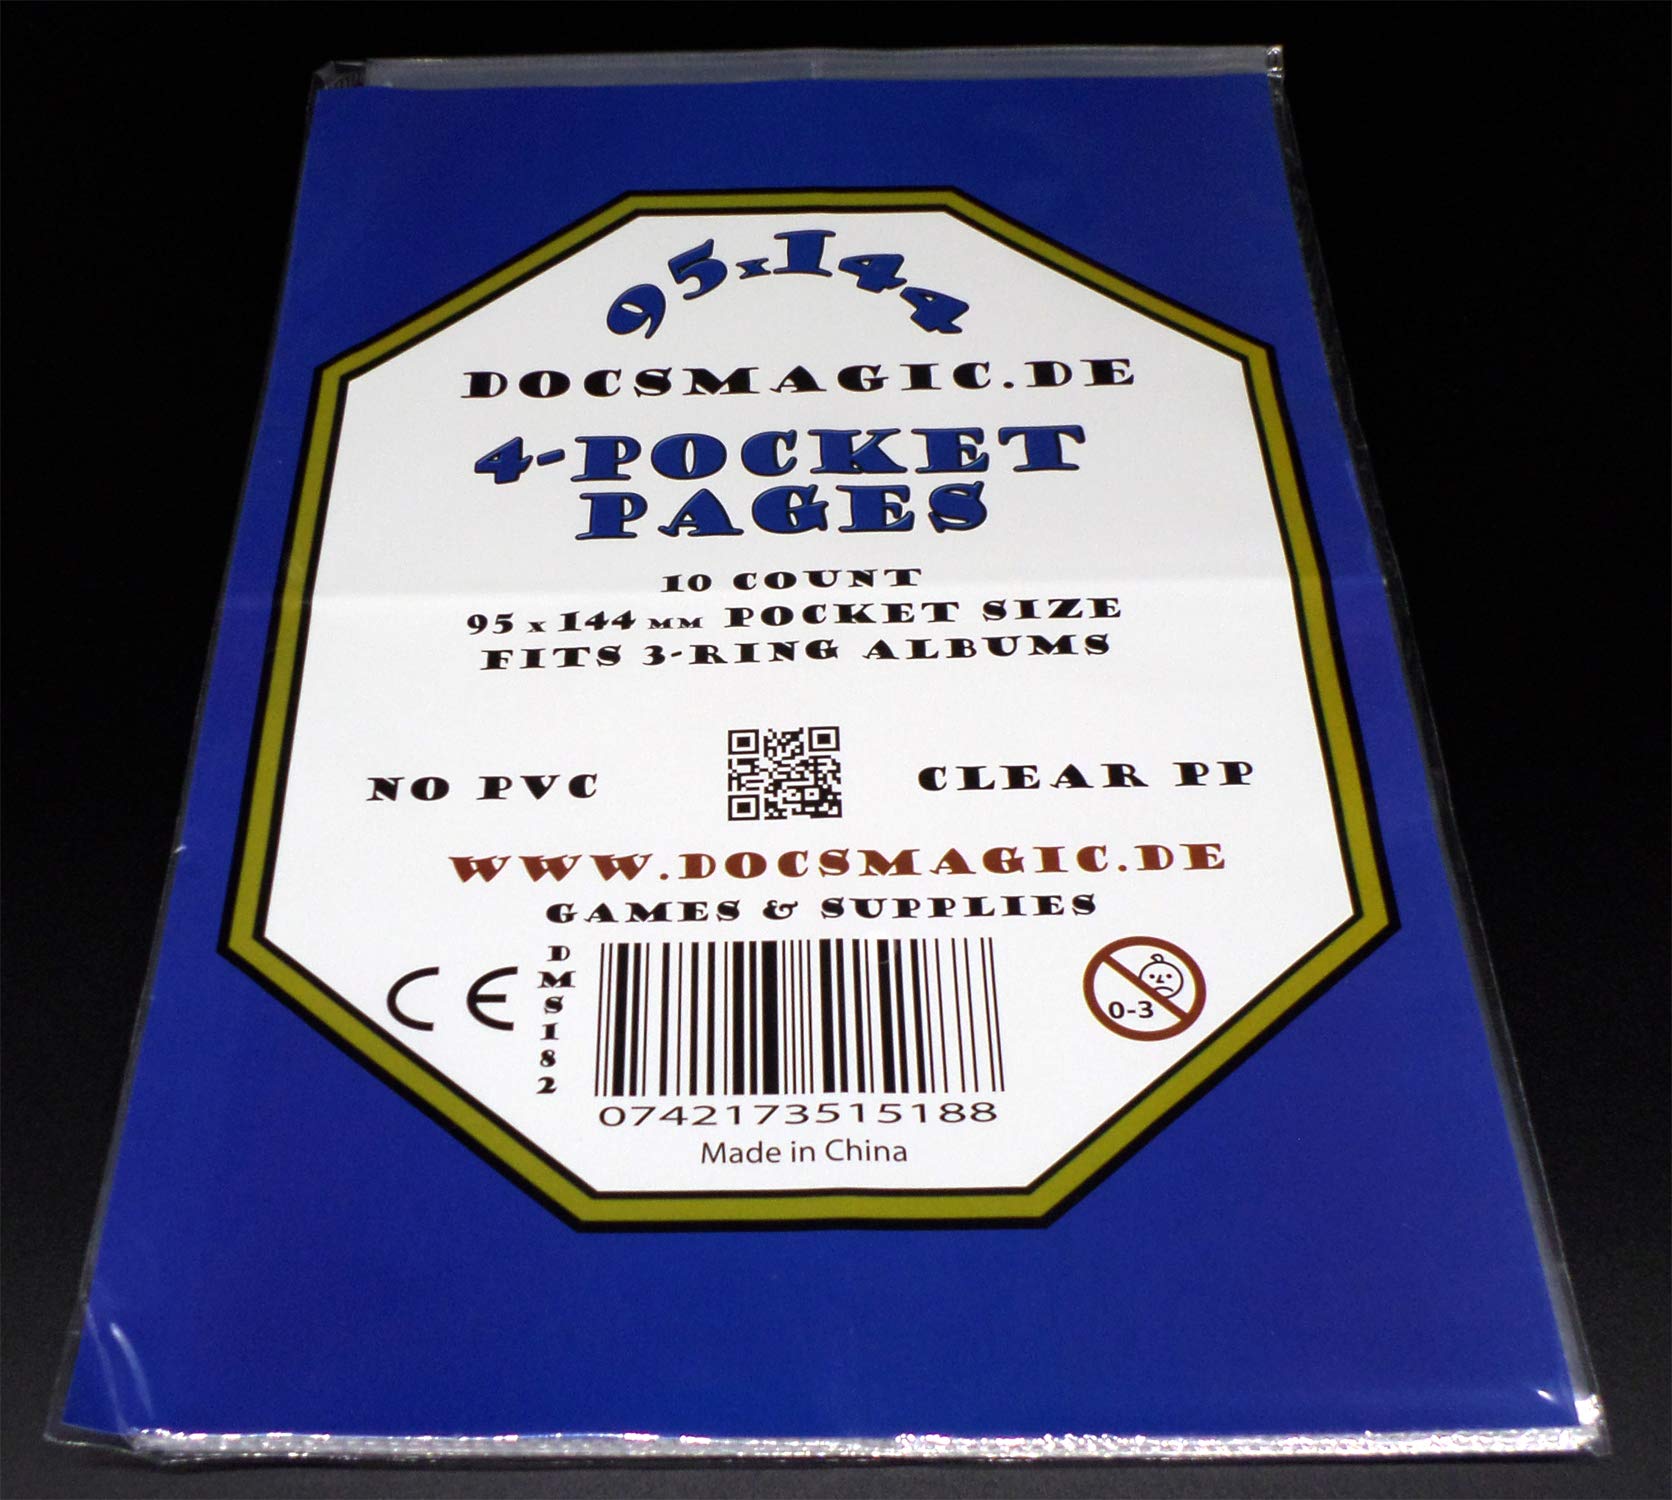 95x144
DOCSMAGIC.DE
4-POCKET
PAGES
10 COUNT
95 x 144 MM POCKET SIZE
FITS 3-RING ALBUMS
NO PVC
CLEAR PP
WWW.DOCSMAGIC.DE
GAMES & SUPPLIES
CE
DMS182
0742173515188
0-3
Made in China